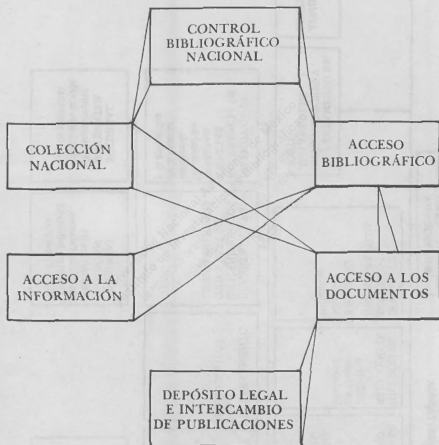 CONTROL
BIBLIOGRÁFICO
NACIONAL
COLECCIÓN
NACIONAL
ACCESO
BIBLIOGRÁFICO
ACCESO A LA
INFORMACIÓN
ACCESO A LOS
DOCUMENTOS
DEPÓSITO LEGAL
E INTERCAMBIO
DE PUBLICACIONES